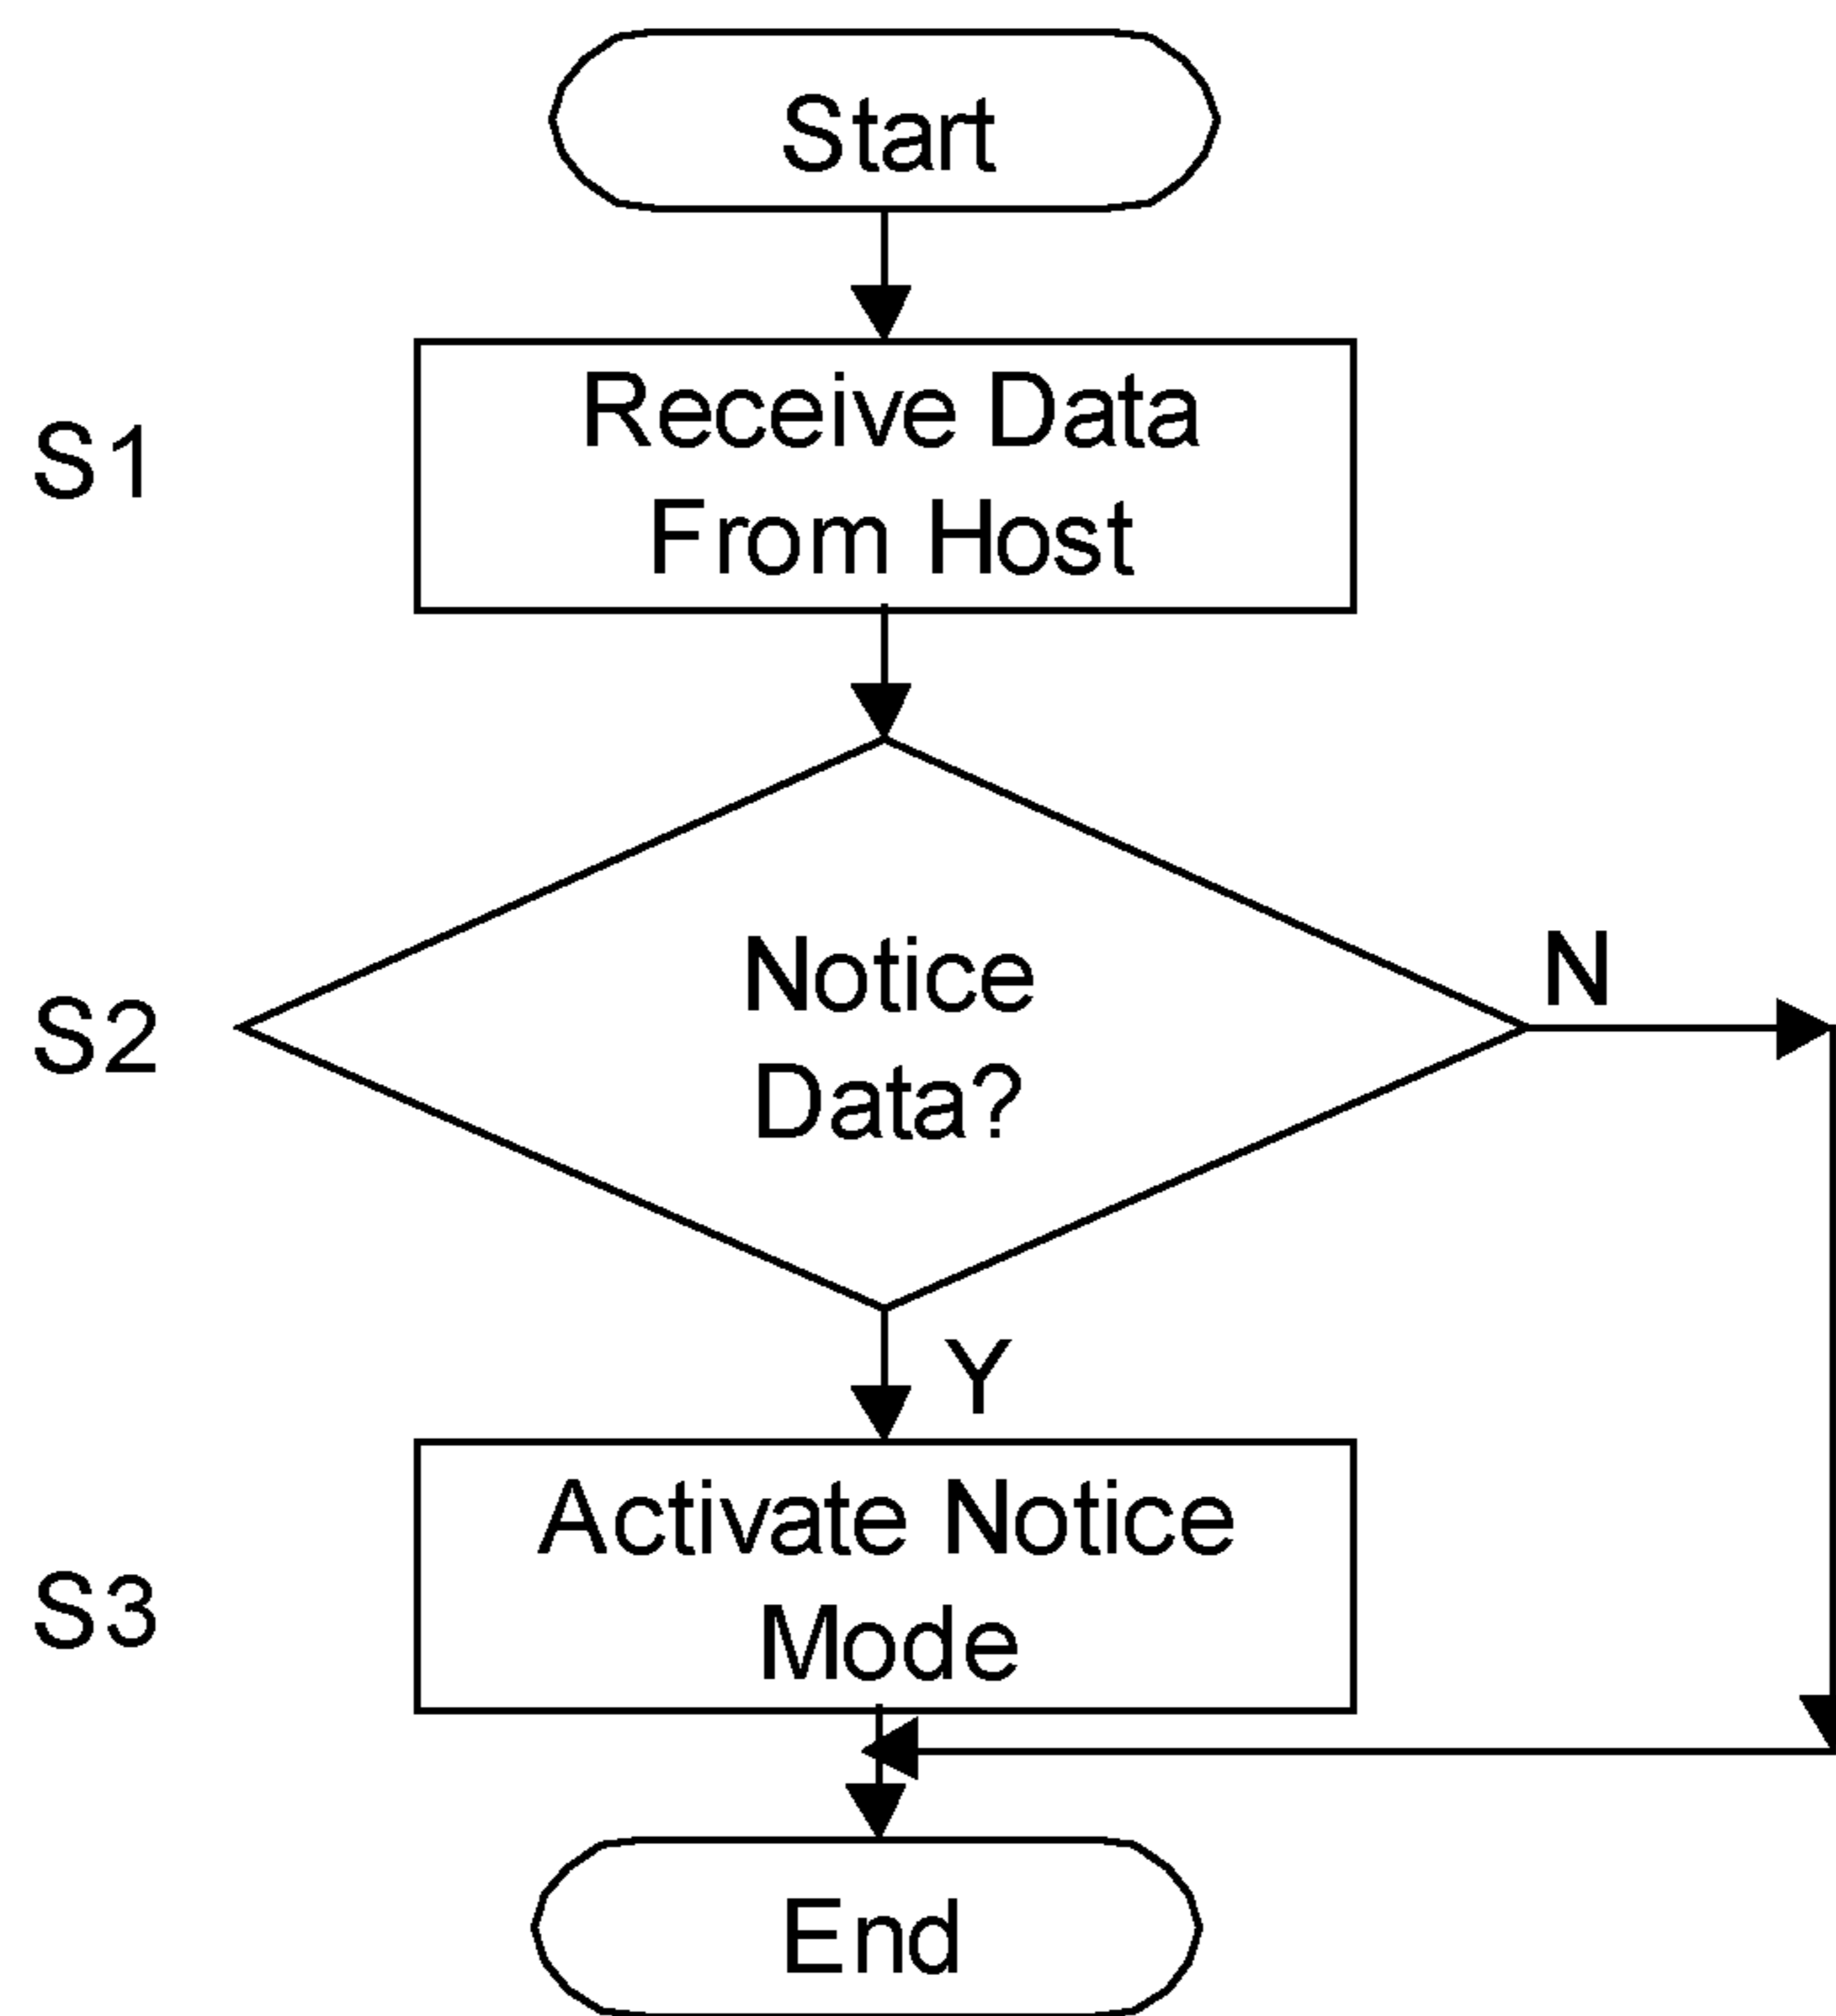 Start
S1
Receive Data
From Host
S2
Notice
Data?
N
Y
S3
Activate Notice
Mode
End